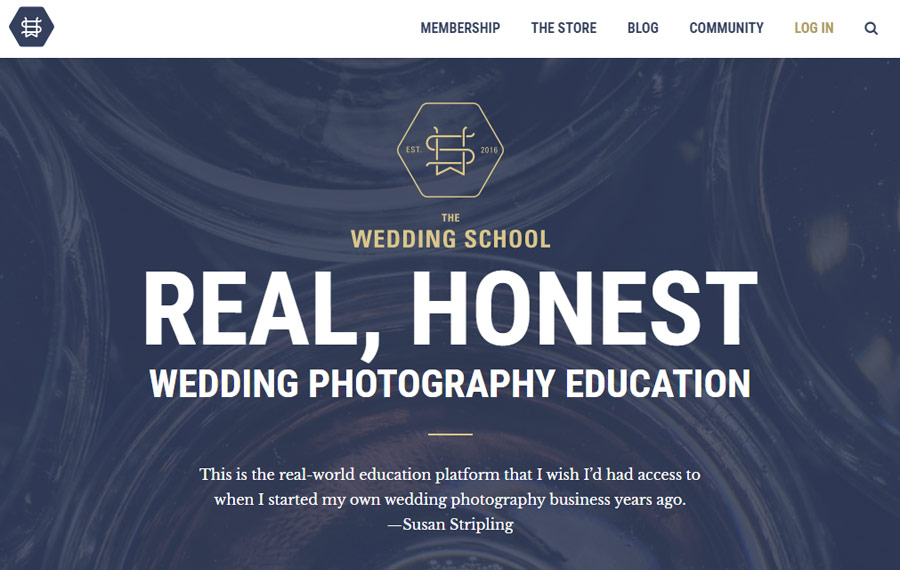 MEMBERSHIP THE STORE BLOG COMMUNITY LOG IN
EST. 2016
THE
WEDDING SCHOOL
REAL, HONEST
WEDDING PHOTOGRAPHY EDUCATION
This is the real-world education platform that I wish I’d had access to
when I started my own wedding photography business years ago.
—Susan Stripling